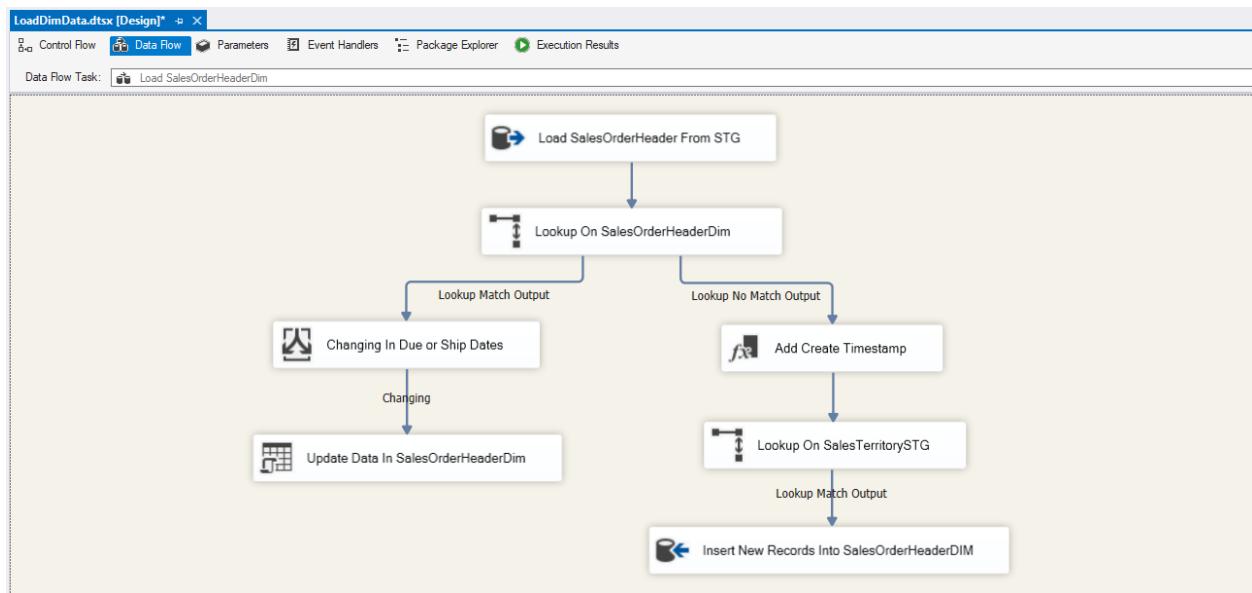 LoadDimData.dtsx [Design]*
Control Flow Data Flow Parameters Event Handlers Package Explorer Execution Results
Data Flow Task: Load SalesOrderHeaderDim
Load SalesOrderHeader From STG
Lookup On SalesOrderHeaderDim
Lookup Match Output
Lookup No Match Output
Changing In Due or Ship Dates
Add Create Timestamp
Changing
Lookup On SalesTerritorySTG
Update Data In SalesOrderHeaderDim
Lookup Match Output
Insert New Records Into SalesOrderHeaderDIM